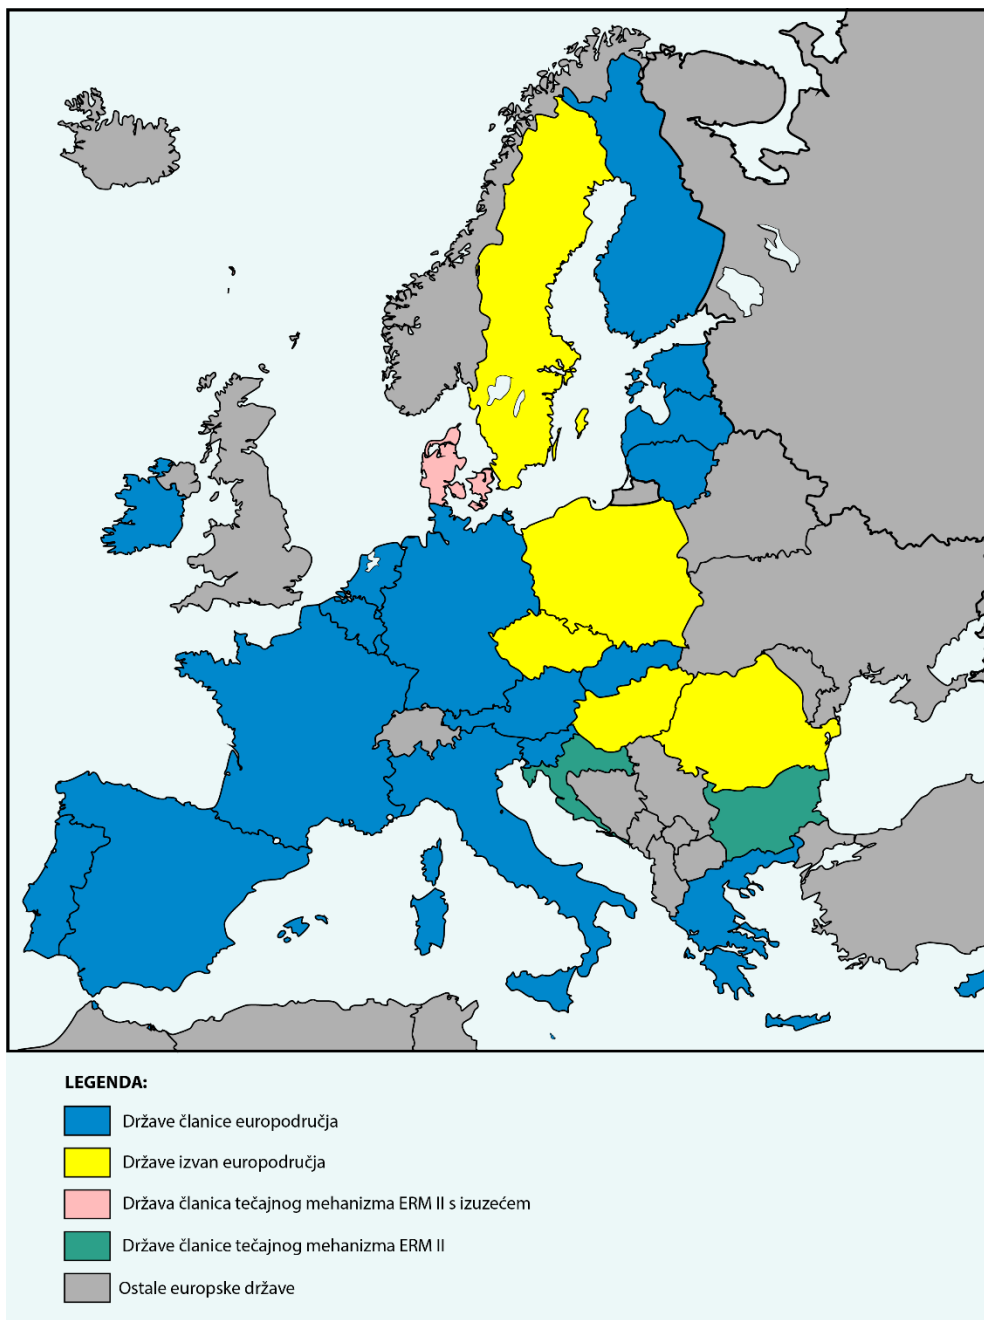 LEGENDA:
Države članice europodručja
Države izvan europodručja
Država članica tečajnog mehanizma ERM II s izuzećem
Države članice tečajnog mehanizma ERM II
Ostale europske države